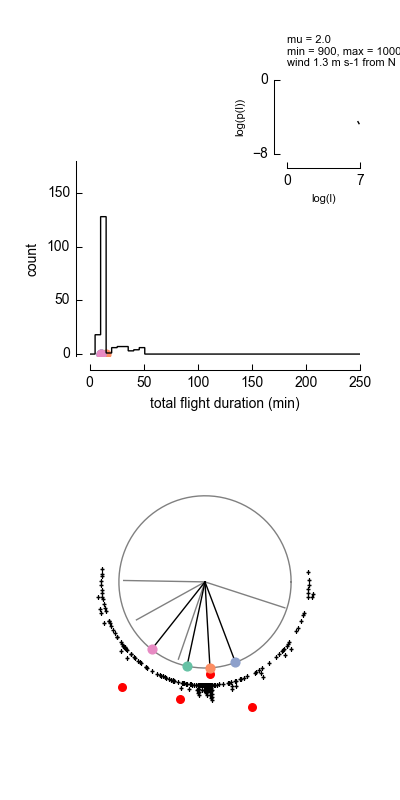 mu = 2.0
min = 900, max = 1000
wind 1.3 m s-1 from N
0
log(p(l))
−8
0
7
log(l)
150
100
50
0
count
0
50
100
150
200
250
total flight duration (min)